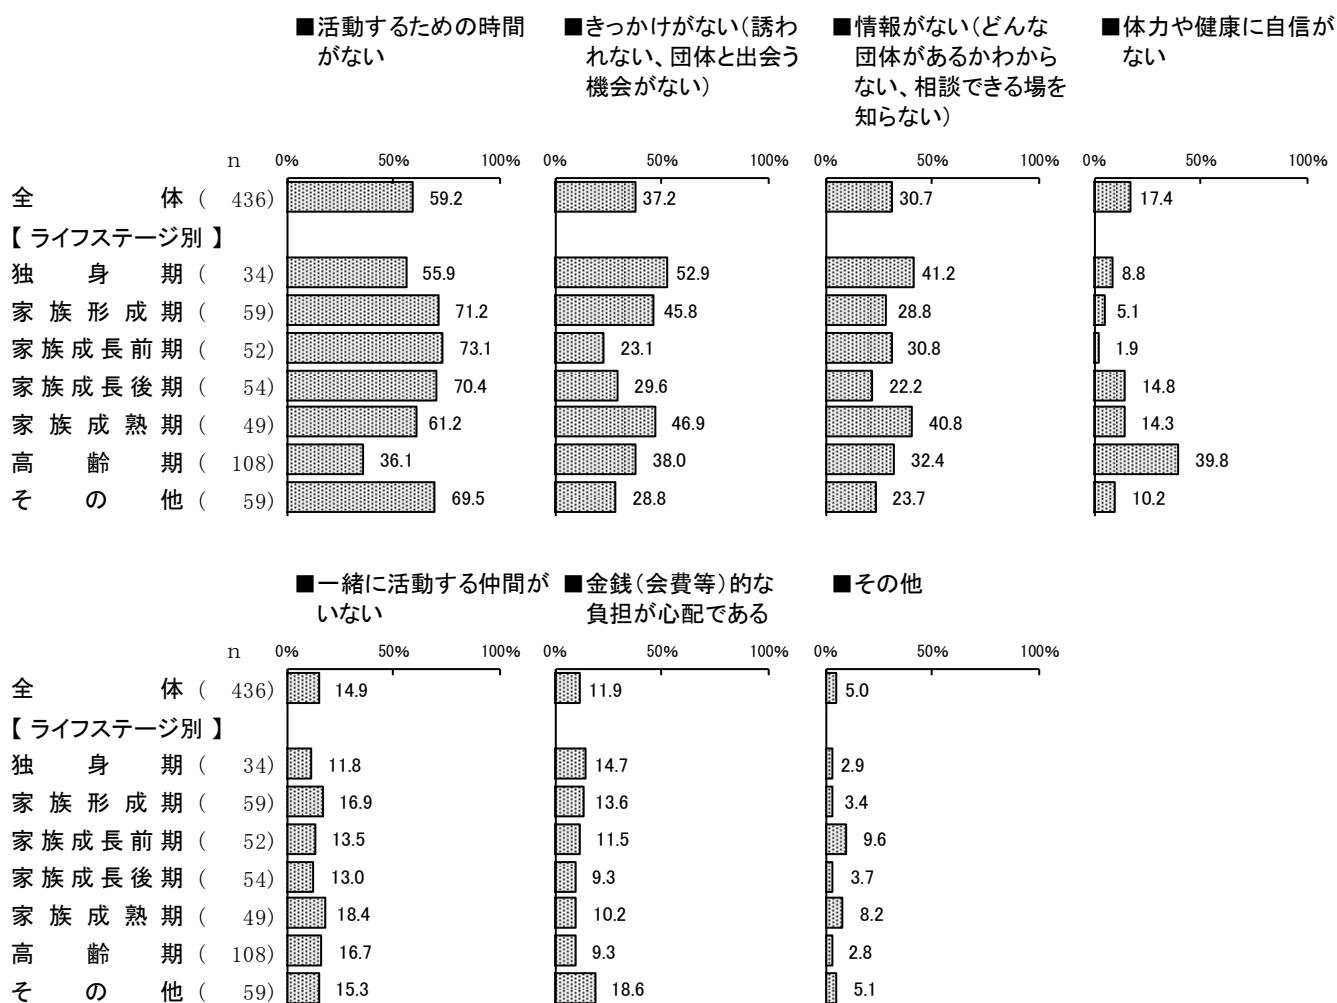 ■活動するための時間
がない
■きっかけがない(誘わ
れない、団体と出会う
機会がない)
■情報がない(どんな
団体があるかわから
ない、相談できる場を
知らない)
■体力や健康に自信が
ない
n 0% 50% 100% 0% 50% 100% 0% 50% 100% 0% 50% 100%
全体( 436) 59.2 37.2 30.7 17.4
【 ライフステージ別 】
独身期( 34) 55.9 52.9 41.2 8.8
家族形成期( 59) 71.2 45.8 28.8 5.1
家族成長前期( 52) 73.1 23.1 30.8 1.9
家族成長後期( 54) 70.4 29.6 22.2 14.8
家族成熟期( 49) 61.2 46.9 40.8 14.3
高齢期( 108) 36.1 38.0 32.4 39.8
その他( 59) 69.5 28.8 23.7 10.2
■一緒に活動する仲間が
いない
■金銭(会費等)的な
負担が心配である
■その他
n 0% 50% 100% 0% 50% 100% 0% 50% 100%
全体( 436) 14.9 11.9 5.0
【 ライフステージ別 】
独身期( 34) 11.8 14.7 2.9
家族形成期( 59) 16.9 13.6 3.4
家族成長前期( 52) 13.5 11.5 9.6
家族成長後期( 54) 13.0 9.3 3.7
家族成熟期( 49) 18.4 10.2 8.2
高齢期( 108) 16.7 9.3 2.8
その他( 59) 15.3 18.6 5.1